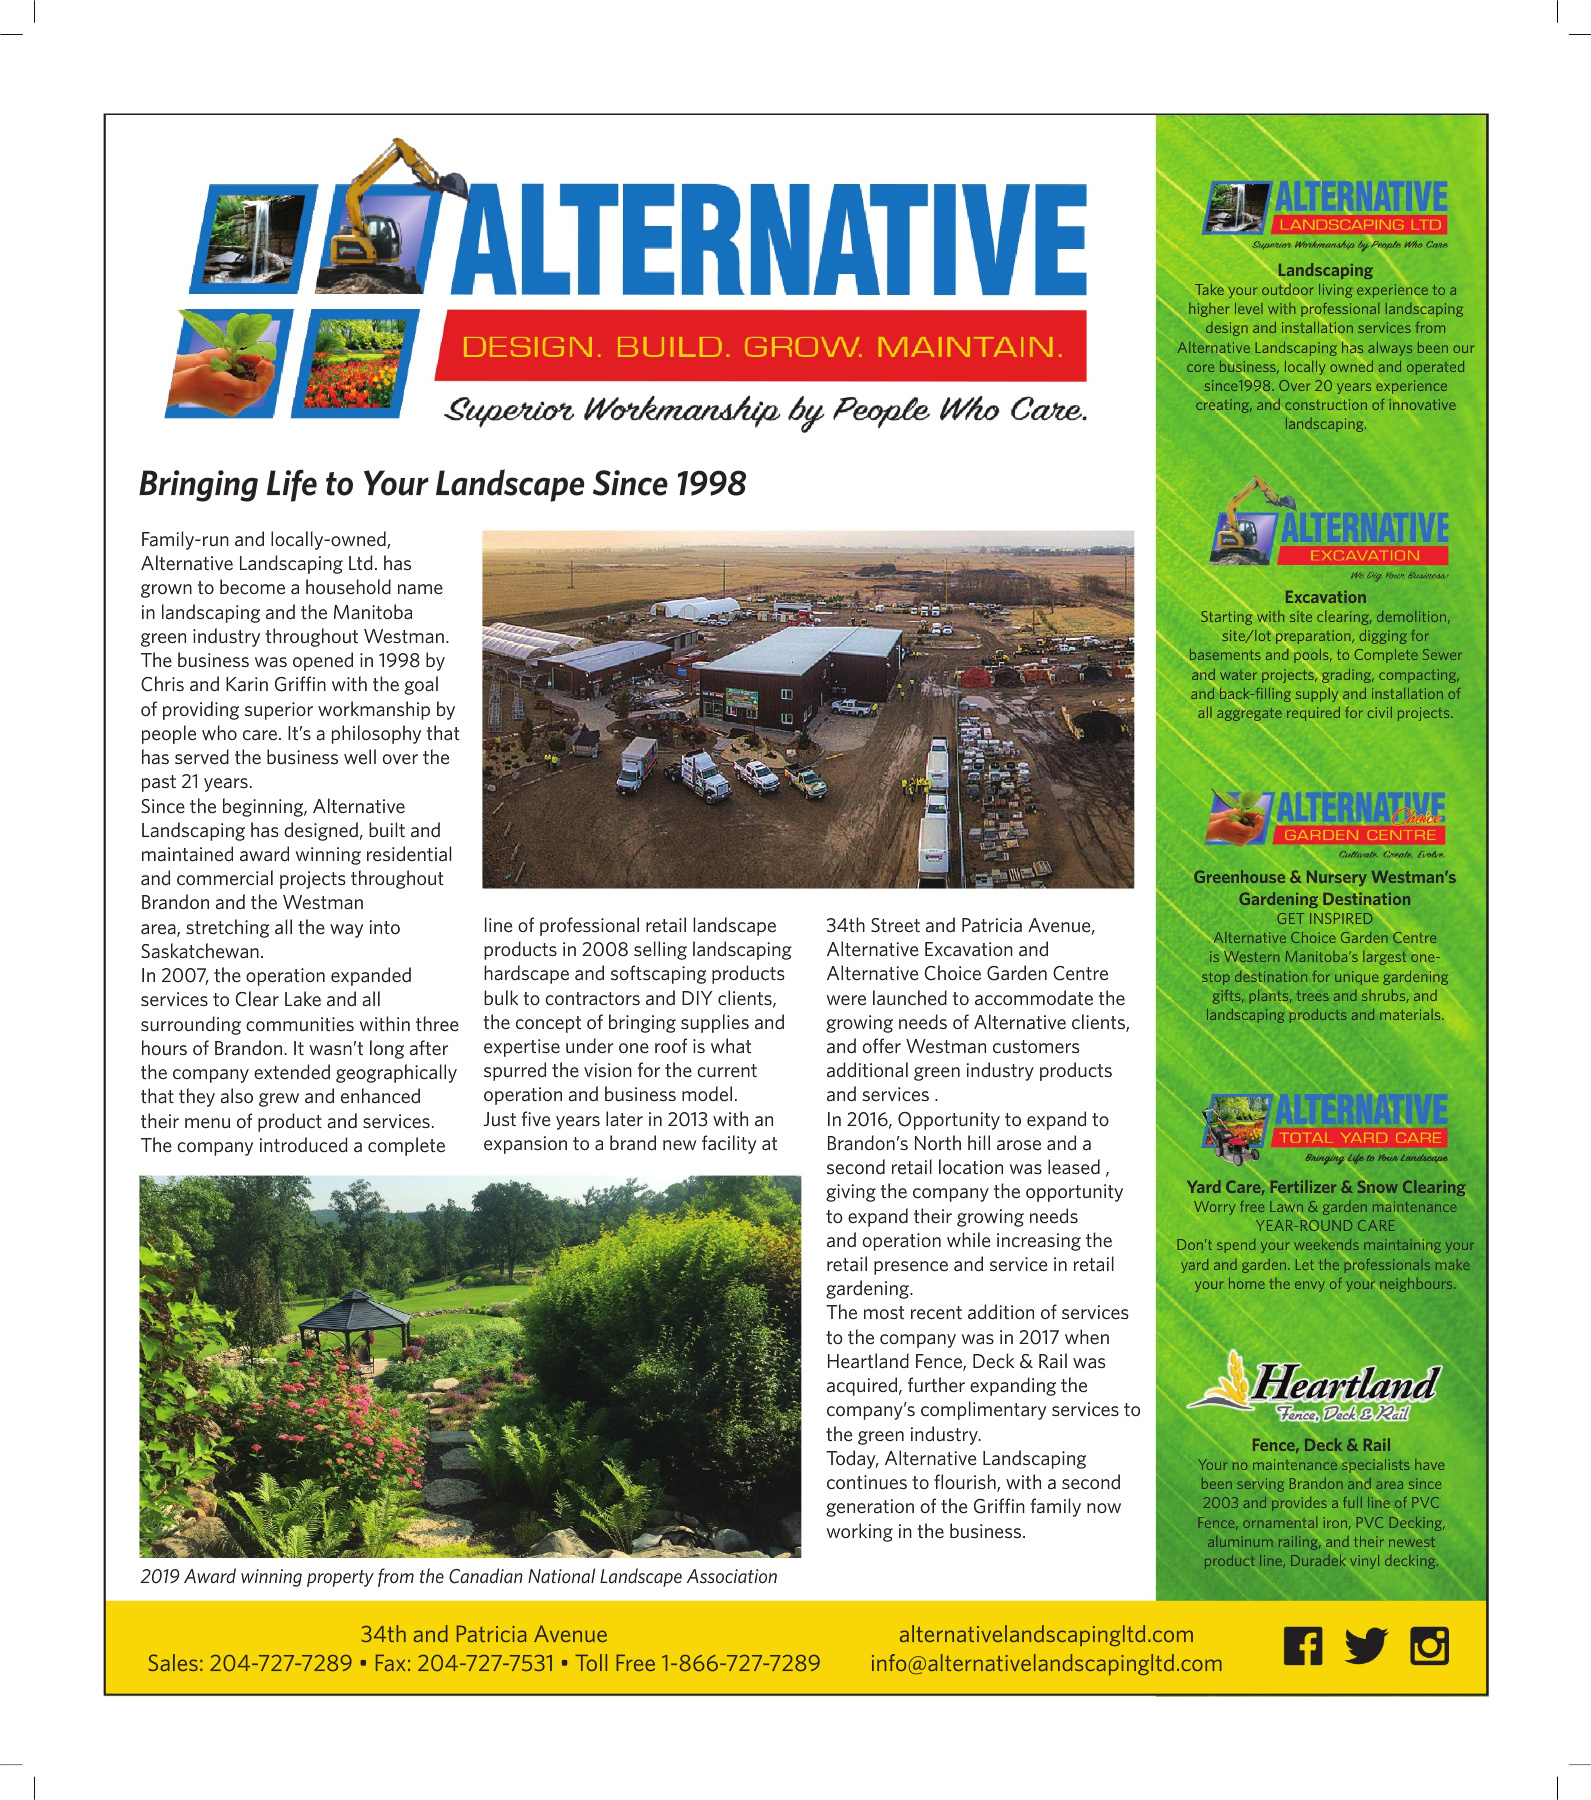 ALTERNATIVE
DESIGN. BUILD. GROW. MAINTAIN.
Superior Workmanship by People Who Care.
Bringing Life to Your Landscape Since 1998
Family-run and locally-owned,
Alternative Landscaping Ltd. has
grown to become a household name
in landscaping and the Manitoba
green industry throughout Westman.
The business was opened in 1998 by
Chris and Karin Griffin with the goal
of providing superior workmanship by
people who care. It's a philosophy that
has served the business well over the
past 21 years.
Since the beginning, Alternative
Landscaping has designed, built and
maintained award winning residential
and commercial projects throughout
Brandon and the Westman
area, stretching all the way into
Saskatchewan.
In 2007, the operation expanded
services to Clear Lake and all
surrounding communities within three
hours of Brandon. It wasn't long after
the company extended geographically
that they also grew and enhanced
their menu of product and services.
The company introduced a complete
line of professional retail landscape
products in 2008 selling landscaping
hardscape and softscaping products
bulk to contractors and DIY clients,
the concept of bringing supplies and
expertise under one roof is what
spurred the vision for the current
operation and business model.
Just five years later in 2013 with an
expansion to a brand new facility at
34th Street and Patricia Avenue,
Alternative Excavation and
Alternative Choice Garden Centre
were launched to accommodate the
growing needs of Alternative clients,
and offer Westman customers
additional green industry products
and services .
In 2016, Opportunity to expand to
Brandon's North hill arose and a
second retail location was leased ,
giving the company the opportunity
to expand their growing needs
and operation while increasing the
retail presence and service in retail
gardening.
The most recent addition of services
to the company was in 2017 when
Heartland Fence, Deck & Rail was
acquired, further expanding the
company's complimentary services to
the green industry.
Today, Alternative Landscaping
continues to flourish, with a second
generation of the Griffin family now
working in the business.
2019 Award winning property from the Canadian National Landscape Association
ALTERNATIVE
LANDSCAPING LTD
Superior Workmanship by People Who Care
Landscaping
Take your outdoor living experience to a
higher level with professional landscaping
design and installation services from
Alternative Landscaping has always been our
core business, locally owned and operated
since1998. Over 20 years experience
creating, and construction of innovative
landscaping.
ALTERNATIVE
EXCAVATION
We Dig Your Business!
Excavation
Starting with site clearing, demolition,
site/lot preparation, digging for
basements and pools, to Complete Sewer
and water projects, grading, compacting,
and back-filling supply and installation of
all aggregate required for civil projects.
ALTERNATIVE
Choice
GARDEN CENTRE
Cultivate. Create. Evolve.
Greenhouse & Nursery Westman's
Gardening Destination
GET INSPIRED
Alternative Choice Garden Centre
is Western Manitoba's largest one-
stop destination for unique gardening
gifts, plants, trees and shrubs, and
landscaping products and materials.
ALTERNATIVE
TOTAL YARD CARE
Bringing Life to Your Landscape
Yard Care, Fertilizer & Snow Clearing
Worry free Lawn & garden maintenance
YEAR-ROUND CARE
Don't spend your weekends maintaining your
yard and garden. Let the professionals make
your home the envy of your neighbours.
Heartland
Fence, Deck & Rail
Fence, Deck & Rail
Your no maintenance specialists have
been serving Brandon and area since
2003 and provides a full line of PVC
Fence, ornamental iron, PVC Decking,
aluminum railing, and their newest
product line, Duradek vinyl decking.
34th and Patricia Avenue
Sales: 204-727-7289 • Fax: 204-727-7531 • Toll Free 1-866-727-7289
alternativelandscapingltd.com
info@alternativelandscapingltd.com